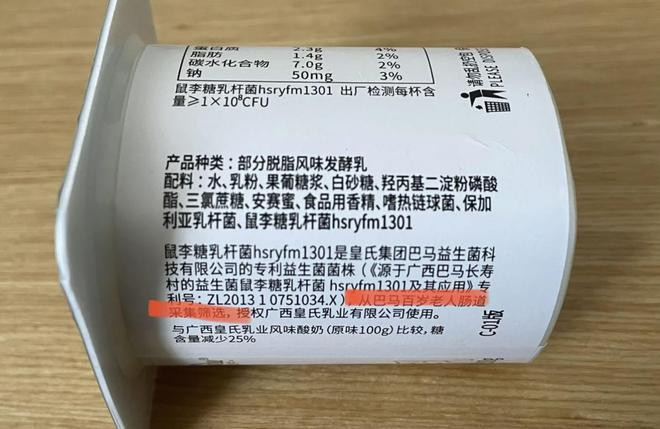 蛋白质 2.3g 4%
脂肪 1.4g 2%
碳水化合物 7.0g 2%
钠 50mg 3%
鼠李糖乳杆菌hsryfm1301 出厂检测每杯含
量≥1×10⁸CFU
产品种类：部分脱脂风味发酵乳
配料：水、乳粉、果葡糖浆、白砂糖、羟丙基二淀粉磷酸
酯、三氯蔗糖、安赛蜜、食品用香精、嗜热链球菌、保加
利亚乳杆菌、鼠李糖乳杆菌hsryfm1301
鼠李糖乳杆菌hsryfm1301是皇氏集团巴马益生菌科
技有限公司的专利益生菌菌株（《源于广西巴马长寿
村的益生菌鼠李糖乳杆菌 hsryfm1301及其应用》专
利号：ZL2013 1 0751034.X），从巴马百岁老人肠道
采集筛选，授权广西皇氏乳业有限公司使用。
与广西皇氏乳业风味酸奶（原味100g）比较，糖
含量减少25%
请勿乱扔空包
PLEASE DISPOS
C-01版